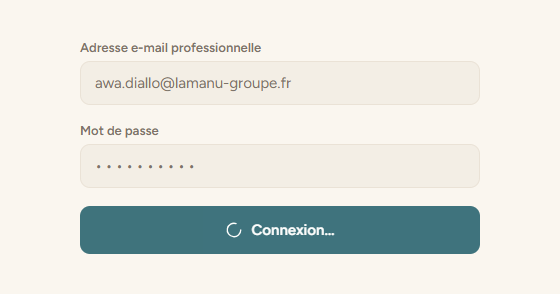 Adresse e-mail professionnelle
awa.diallo@lamanu-groupe.fr
Mot de passe
••••••••••
Connexion...